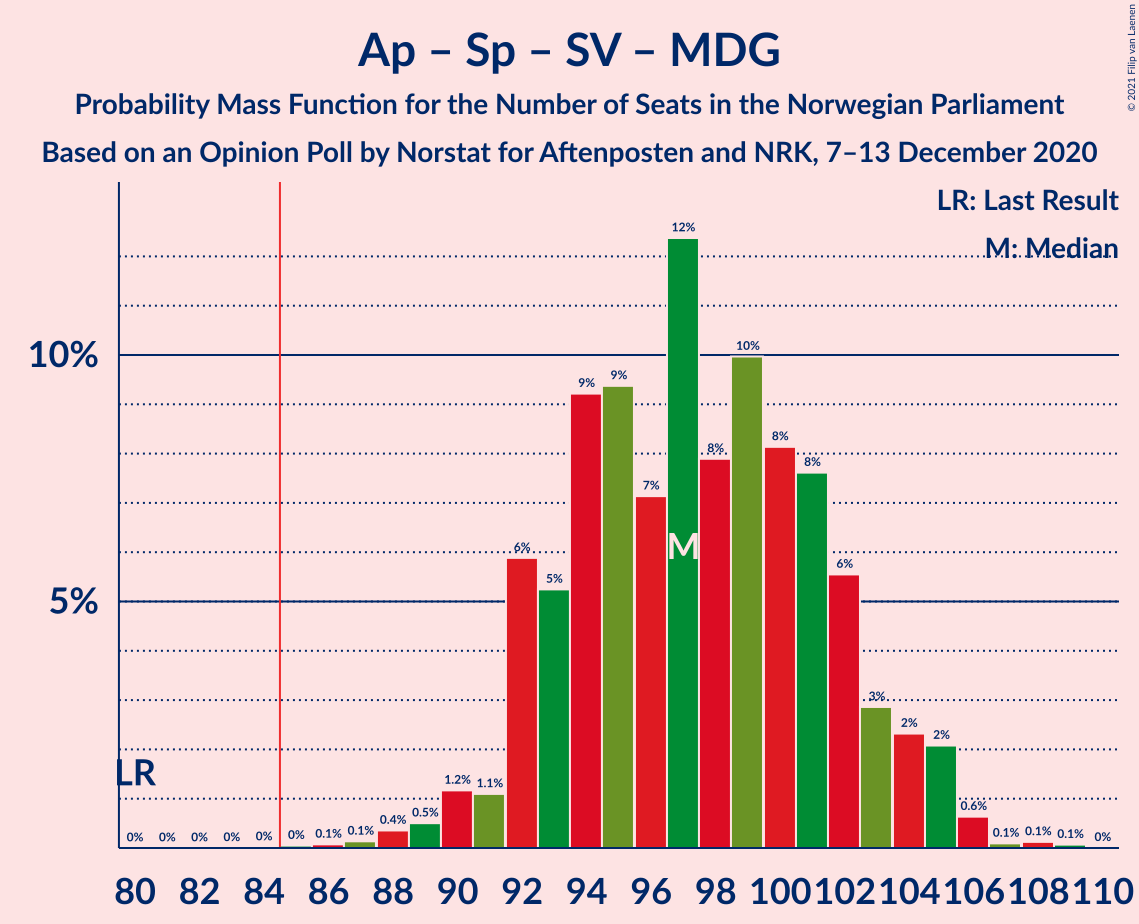 Ap – Sp – SV – MDG
Probability Mass Function for the Number of Seats in the Norwegian Parliament
Based on an Opinion Poll by Norstat for Aftenposten and NRK, 7–13 December 2020
© 2021 Filip van Laenen
LR: Last Result
M: Median
10%
5%
LR
M
0% 0% 0% 0% 0% 0% 0.1% 0.1% 0.4% 0.5% 1.2% 1.1% 6% 5% 9% 9% 7% 12% 8% 10% 8% 8% 6% 3% 2% 2% 0.6% 0.1% 0.1% 0.1% 0%
80 82 84 86 88 90 92 94 96 98 100 102 104 106 108 110